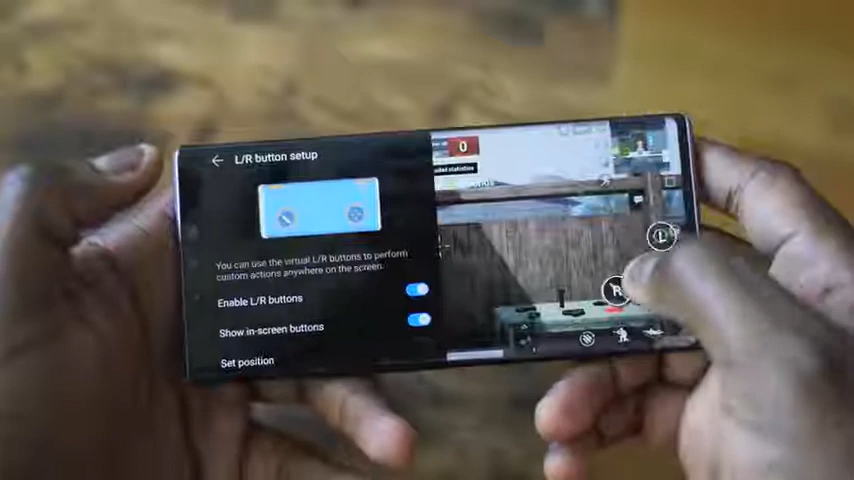 L/R button setup
You can use the virtual L/R buttons to perform
custom actions anywhere on the screen.
Enable L/R buttons
Show in-screen buttons
Set position
0
statistics
L
R